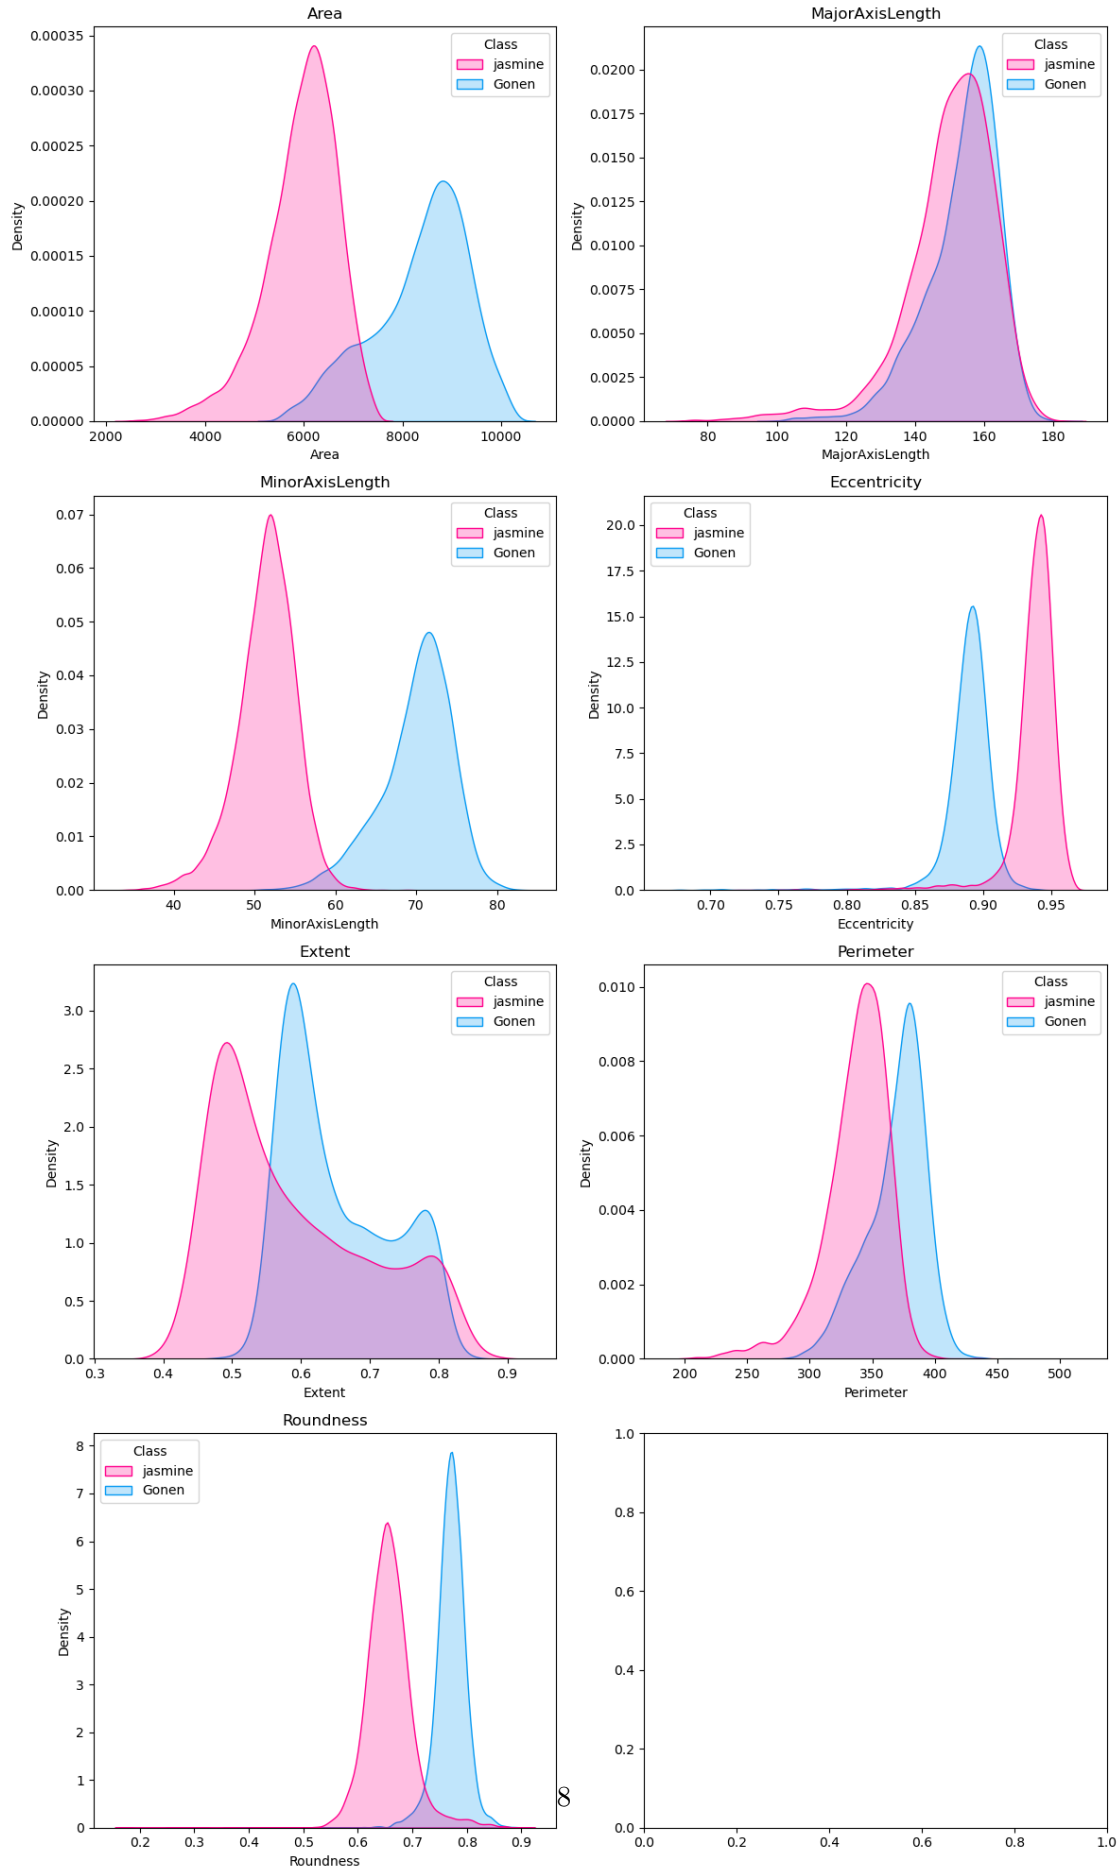 Area
Class
jasmine
Gonen
0.00035
0.00030
0.00025
0.00020
0.00015
0.00010
0.00005
0.00000
Density
2000 4000 6000 8000 10000
Area
MajorAxisLength
Class
jasmine
Gonen
0.0200
0.0175
0.0150
0.0125
0.0100
0.0075
0.0050
0.0025
0.0000
Density
80 100 120 140 160 180
MajorAxisLength
MinorAxisLength
Class
jasmine
Gonen
0.07
0.06
0.05
0.04
0.03
0.02
0.01
0.00
Density
40 50 60 70 80
MinorAxisLength
Eccentricity
Class
jasmine
Gonen
20.0
17.5
15.0
12.5
10.0
7.5
5.0
2.5
0.0
Density
0.70 0.75 0.80 0.85 0.90 0.95
Eccentricity
Extent
Class
jasmine
Gonen
3.0
2.5
2.0
1.5
1.0
0.5
0.0
Density
0.3 0.4 0.5 0.6 0.7 0.8 0.9
Extent
Perimeter
Class
jasmine
Gonen
0.010
0.008
0.006
0.004
0.002
0.000
Density
200 250 300 350 400 450 500
Perimeter
Roundness
Class
jasmine
Gonen
8
7
6
5
4
3
2
1
0
Density
0.2 0.3 0.4 0.5 0.6 0.7 0.8 0.9
Roundness
1.0
0.8
0.6
0.4
0.2
0.0
0.0 0.2 0.4 0.6 0.8 1.0
8